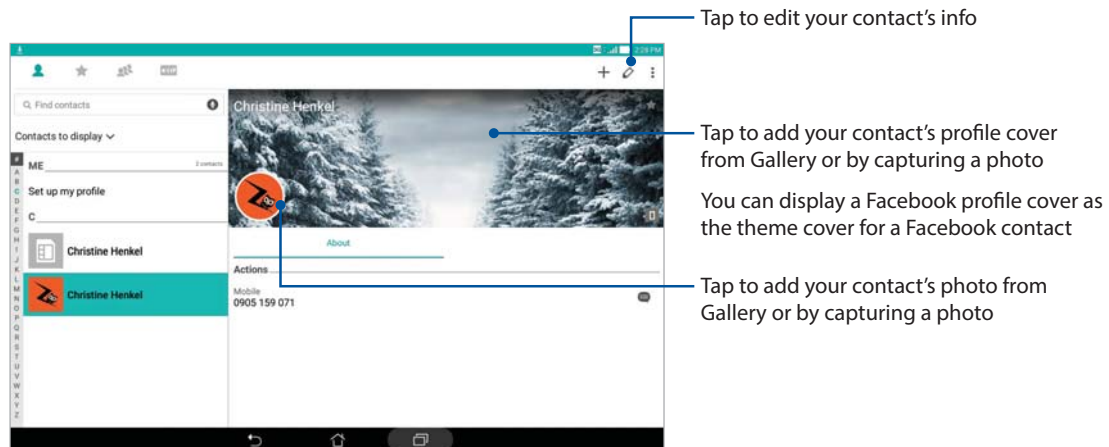 Tap to edit your contact's info
2:26 PM
Find contacts
Christine Henkel
Contacts to display
Tap to add your contact's profile cover
from Gallery or by capturing a photo
ME
2 contacts
Set up my profile
You can display a Facebook profile cover as
the theme cover for a Facebook contact
C
Christine Henkel
About
Actions
Tap to add your contact's photo from
Gallery or by capturing a photo
Christine Henkel
Mobile
0905 159 071
#
A
B
C
D
E
F
G
H
I
J
K
L
M
N
O
P
Q
R
S
T
U
V
W
X
Y
Z